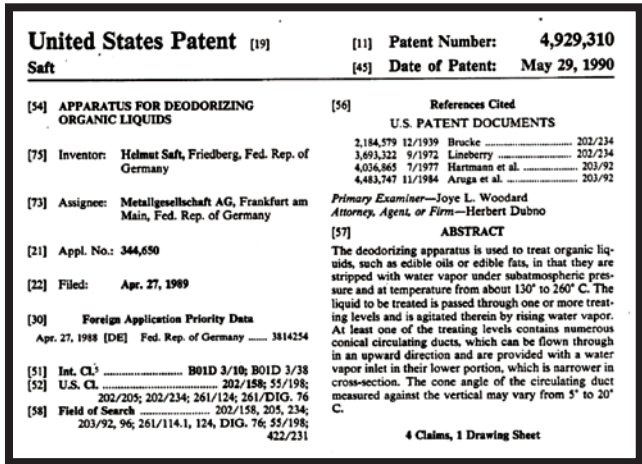 United States Patent [19]
Saft
[11] Patent Number: 4,929,310
[45] Date of Patent: May 29, 1990
[54] APPARATUS FOR DEODORIZING
ORGANIC LIQUIDS
[75] Inventor: Helmut Saft, Friedberg, Fed. Rep. of
Germany
[73] Assignee: Metallgesellschaft AG, Frankfurt am
Main, Fed. Rep. of Germany
[21] Appl. No.: 344,650
[22] Filed: Apr. 27, 1989
[30] Foreign Application Priority Data
Apr. 27, 1988 [DE] Fed. Rep. of Germany ....... 3814254
[51] Int. Cl.5 ............................ B01D 3/10; B01D 3/38
[52] U.S. Cl. .................................... 202/158; 55/198;
202/205; 202/234; 261/124; 261/DIG. 76
[58] Field of Search .................. 202/158, 205, 234;
203/92, 96; 261/114.1, 124, DIG. 76; 55/198;
422/231
[56] References Cited
U.S. PATENT DOCUMENTS
2,184,579 12/1939 Brucke .............................. 202/234
3,693,322 9/1972 Lineberry .......................... 202/234
4,036,865 7/1977 Hartmann et al. ................... 203/92
4,483,747 11/1984 Aruga et al. ....................... 203/92
Primary Examiner—Joye L. Woodard
Attorney, Agent, or Firm—Herbert Dubno
[57] ABSTRACT
The deodorizing apparatus is used to treat organic liq-
uids, such as edible oils or edible fats, in that they are
stripped with water vapor under subatmospheric pres-
sure and at temperature from about 130° to 260° C. The
liquid to be treated is passed through one or more treat-
ing levels and is agitated therein by rising water vapor.
At least one of the treating levels contains numerous
conical circulating ducts, which can be flown through
in an upward direction and are provided with a water
vapor inlet in their lower portion, which is narrower in
cross-section. The cone angle of the circulating duct
measured against the vertical may vary from 5° to 20°
C.
4 Claims, 1 Drawing Sheet